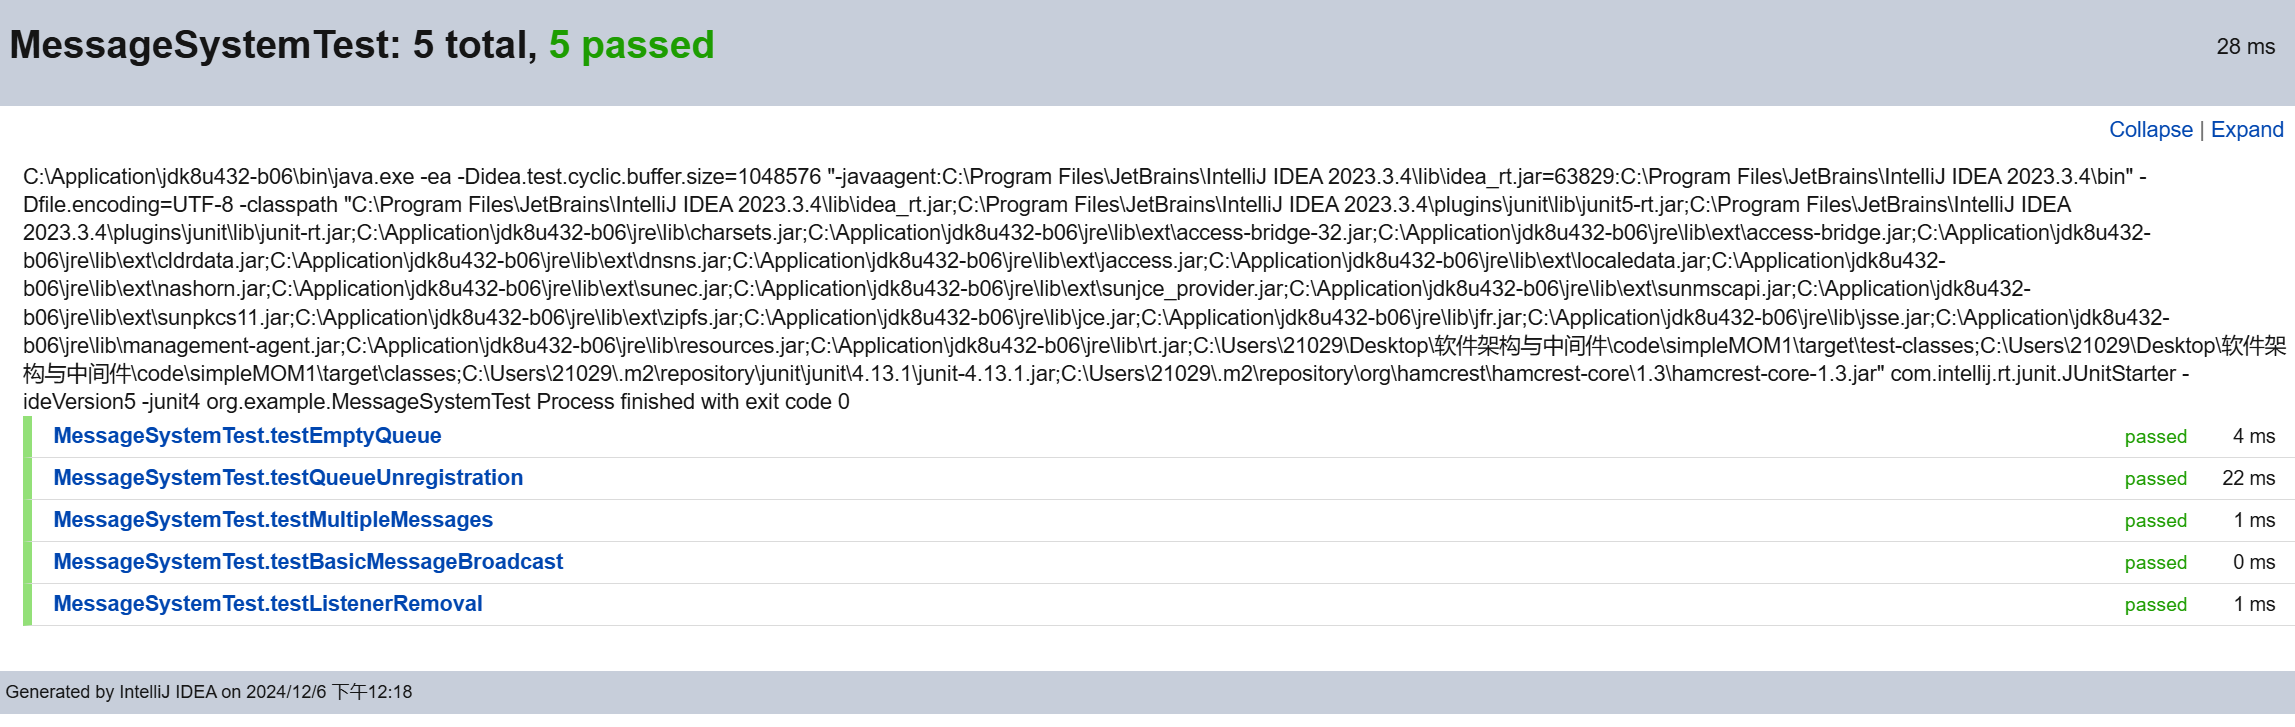 MessageSystemTest: 5 total, 5 passed
28 ms
Collapse | Expand
C:\Application\jdk8u432-b06\bin\java.exe -ea -Didea.test.cyclic.buffer.size=1048576 "-javaagent:C:\Program Files\JetBrains\IntelliJ IDEA 2023.3.4\lib\idea_rt.jar=63829:C:\Program Files\JetBrains\IntelliJ IDEA 2023.3.4\bin" -
Dfile.encoding=UTF-8 -classpath "C:\Program Files\JetBrains\IntelliJ IDEA 2023.3.4\lib\idea_rt.jar;C:\Program Files\JetBrains\IntelliJ IDEA 2023.3.4\plugins\junit\lib\junit5-rt.jar;C:\Program Files\JetBrains\IntelliJ IDEA
2023.3.4\plugins\junit\lib\junit-rt.jar;C:\Application\jdk8u432-b06\jre\lib\charsets.jar;C:\Application\jdk8u432-b06\jre\lib\ext\access-bridge-32.jar;C:\Application\jdk8u432-b06\jre\lib\ext\access-bridge.jar;C:\Application\jdk8u432-
b06\jre\lib\ext\cldrdata.jar;C:\Application\jdk8u432-b06\jre\lib\ext\dnsns.jar;C:\Application\jdk8u432-b06\jre\lib\ext\jaccess.jar;C:\Application\jdk8u432-b06\jre\lib\ext\localedata.jar;C:\Application\jdk8u432-
b06\jre\lib\ext\nashorn.jar;C:\Application\jdk8u432-b06\jre\lib\ext\sunec.jar;C:\Application\jdk8u432-b06\jre\lib\ext\sunjce_provider.jar;C:\Application\jdk8u432-b06\jre\lib\ext\sunmscapi.jar;C:\Application\jdk8u432-
b06\jre\lib\ext\sunpkcs11.jar;C:\Application\jdk8u432-b06\jre\lib\ext\zipfs.jar;C:\Application\jdk8u432-b06\jre\lib\jce.jar;C:\Application\jdk8u432-b06\jre\lib\jfr.jar;C:\Application\jdk8u432-b06\jre\lib\jsse.jar;C:\Application\jdk8u432-
b06\jre\lib\management-agent.jar;C:\Application\jdk8u432-b06\jre\lib\resources.jar;C:\Application\jdk8u432-b06\jre\lib\rt.jar;C:\Users\21029\Desktop\软件架构与中间件\code\simpleMOM1\target\test-classes;C:\Users\21029\Desktop\软件架
构与中间件\code\simpleMOM1\target\classes;C:\Users\21029\.m2\repository\junit\junit\4.13.1\junit-4.13.1.jar;C:\Users\21029\.m2\repository\org\hamcrest\hamcrest-core\1.3\hamcrest-core-1.3.jar" com.intellij.rt.junit.JUnitStarter -
ideVersion5 -junit4 org.example.MessageSystemTest Process finished with exit code 0
MessageSystemTest.testEmptyQueue passed 4 ms
MessageSystemTest.testQueueUnregistration passed 22 ms
MessageSystemTest.testMultipleMessages passed 1 ms
MessageSystemTest.testBasicMessageBroadcast passed 0 ms
MessageSystemTest.testListenerRemoval passed 1 ms
Generated by IntelliJ IDEA on 2024/12/6 下午12:18